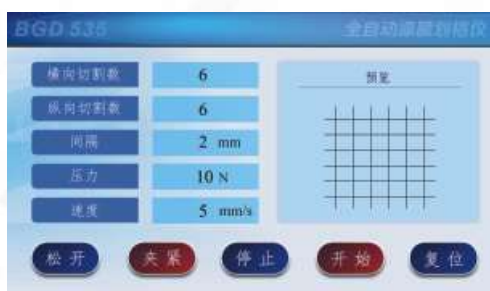 BGD 535
全自动漆膜划格仪
横向切割数 6
纵向切割数 6
间隔 2 mm
压力 10 N
速度 5 mm/s
预览
松开 夹紧 停止 开始 复位